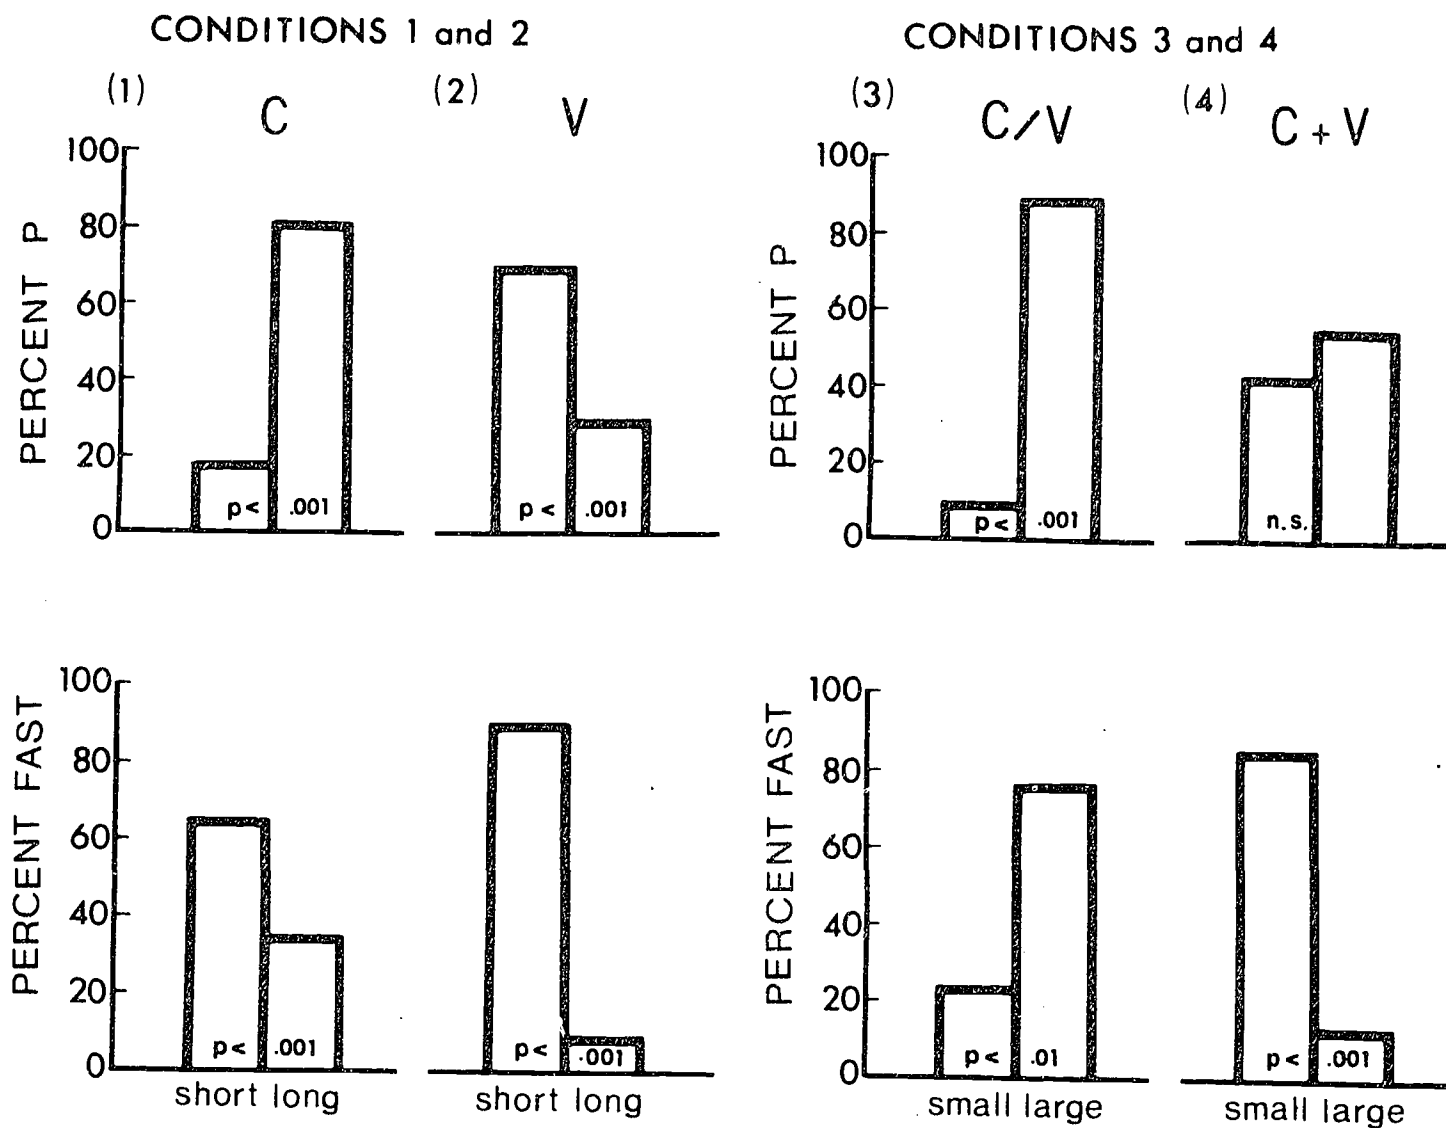 CONDITIONS 1 and 2
CONDITIONS 3 and 4
(1) C
(2) V
(3) C/V
(4) C + V
PERCENT P
100
80
60
40
20
0
p< .001
p< .001
PERCENT P
100
80
60
40
20
0
p< .001
n.s.
PERCENT FAST
100
80
60
40
20
0
p< .001
p< .001
short long
short long
PERCENT FAST
100
80
60
40
20
0
p< .01
p< .001
small large
small large